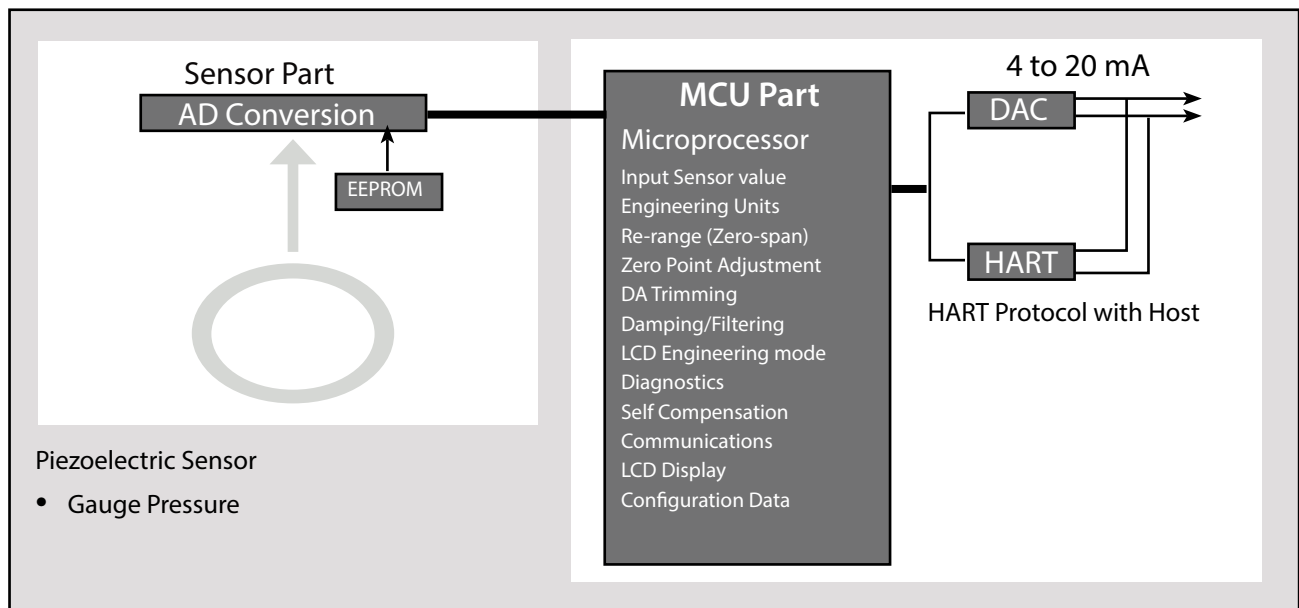 Sensor Part
AD Conversion
EEPROM
Piezoelectric Sensor
• Gauge Pressure
MCU Part
Microprocessor
Input Sensor value
Engineering Units
Re-range (Zero-span)
Zero Point Adjustment
DA Trimming
Damping/Filtering
LCD Engineering mode
Diagnostics
Self Compensation
Communications
LCD Display
Configuration Data
4 to 20 mA
DAC
HART
HART Protocol with Host